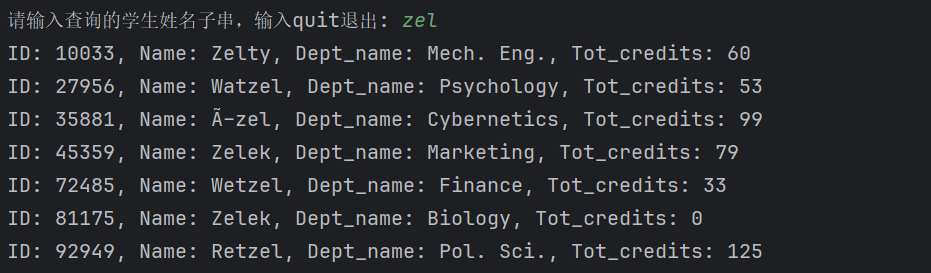 请输入查询的学生姓名子串，输入quit退出: zel
ID: 10033, Name: Zelty, Dept_name: Mech. Eng., Tot_credits: 60
ID: 27956, Name: Watzel, Dept_name: Psychology, Tot_credits: 53
ID: 35881, Name: Ã–zel, Dept_name: Cybernetics, Tot_credits: 99
ID: 45359, Name: Zelek, Dept_name: Marketing, Tot_credits: 79
ID: 72485, Name: Wetzel, Dept_name: Finance, Tot_credits: 33
ID: 81175, Name: Zelek, Dept_name: Biology, Tot_credits: 0
ID: 92949, Name: Retzel, Dept_name: Pol. Sci., Tot_credits: 125